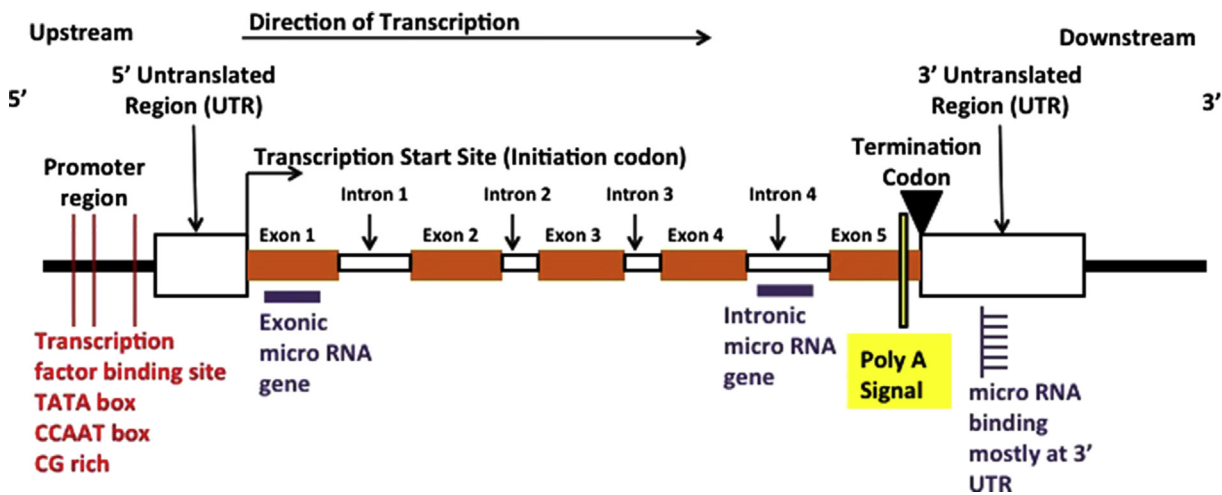 Direction of Transcription
Upstream
Downstream
5’ Untranslated
Region (UTR)
3’ Untranslated
Region (UTR)
5’
3’
Promoter
region
Transcription Start Site (Initiation codon)
Termination
Codon
Intron 1
Intron 2
Intron 3
Intron 4
Exon 1
Exon 2
Exon 3
Exon 4
Exon 5
Transcription
factor binding site
TATA box
CCAAT box
CG rich
Exonic
micro RNA
gene
Intronic
micro RNA
gene
Poly A
Signal
micro RNA
binding
mostly at 3’
UTR